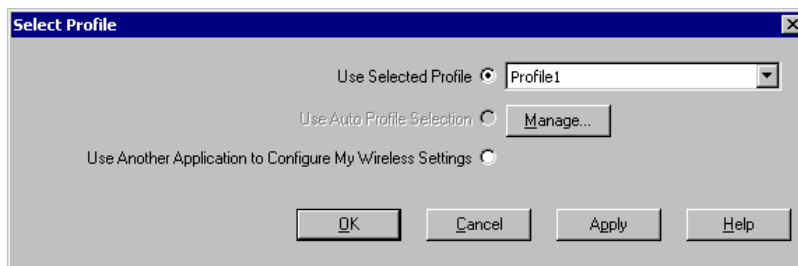 Select Profile
Use Selected Profile Profile1
Use Auto Profile Selection Manage...
Use Another Application to Configure My Wireless Settings
OK Cancel Apply Help